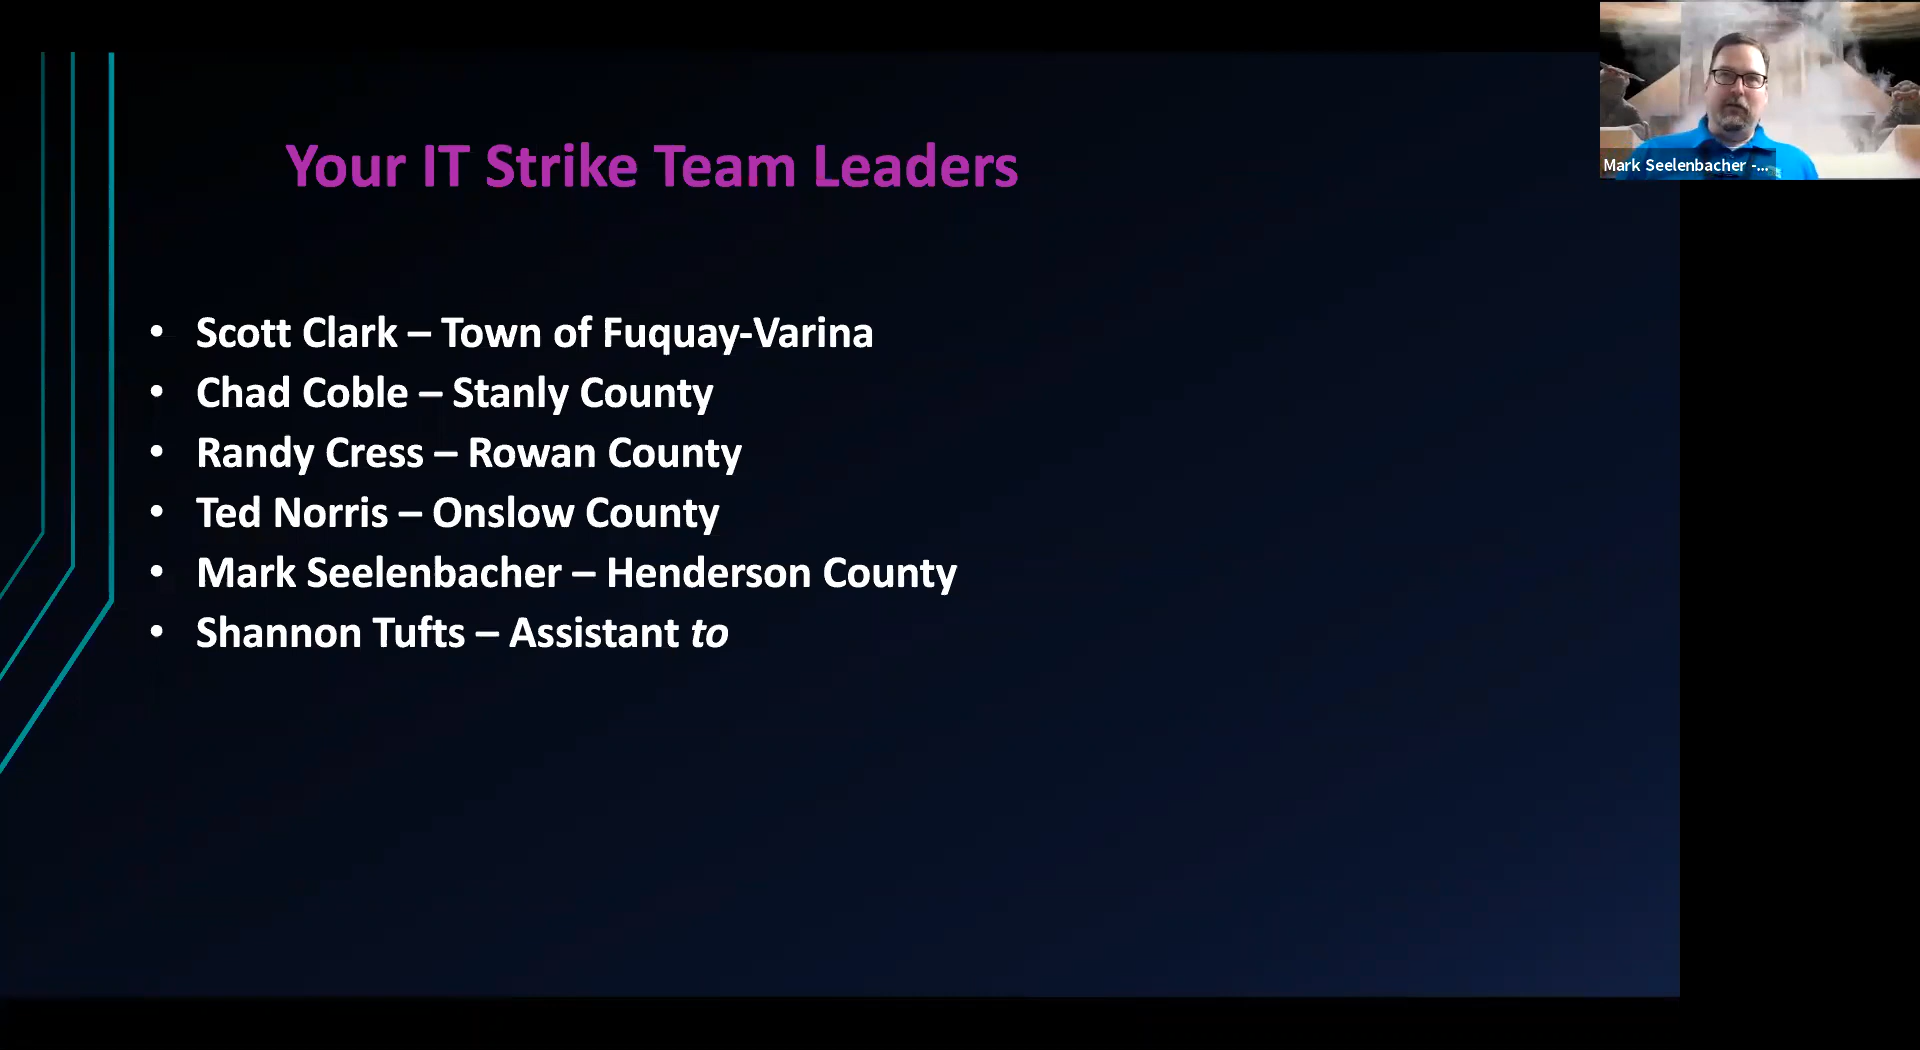 Your IT Strike Team Leaders
• Scott Clark – Town of Fuquay-Varina
• Chad Coble – Stanly County
• Randy Cress – Rowan County
• Ted Norris – Onslow County
• Mark Seelenbacher – Henderson County
• Shannon Tufts – Assistant to
Mark Seelenbacher -...